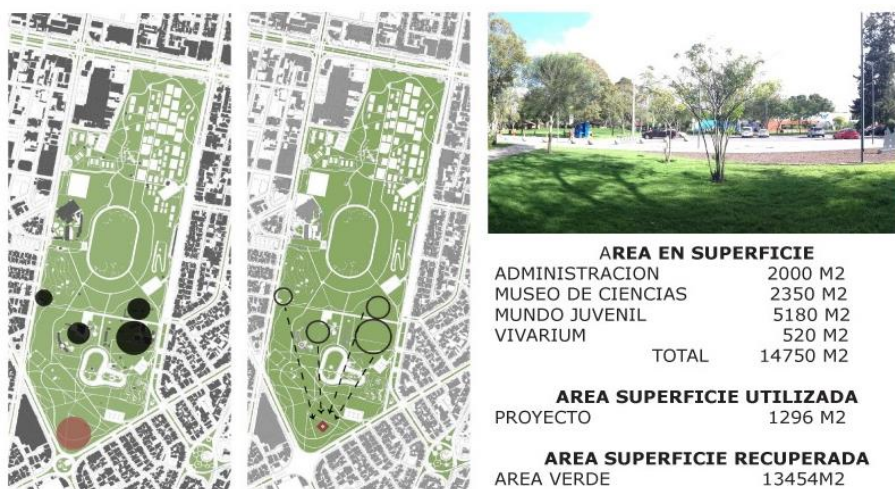 AREA EN SUPERFICIE
ADMINISTRACION 2000 M2
MUSEO DE CIENCIAS 2350 M2
MUNDO JUVENIL 5180 M2
VIVARIUM 520 M2
TOTAL 14750 M2
AREA SUPERFICIE UTILIZADA
PROYECTO 1296 M2
AREA SUPERFICIE RECUPERADA
AREA VERDE 13454M2